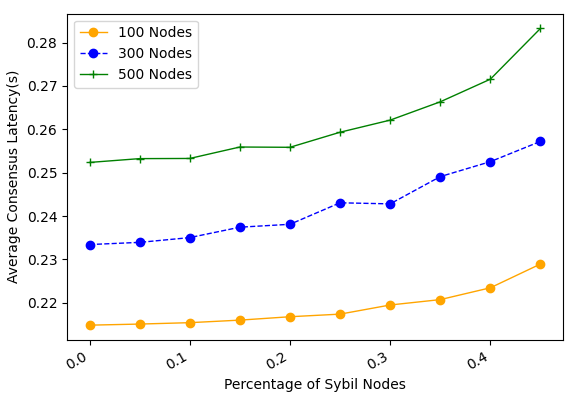 100 Nodes
300 Nodes
500 Nodes
Average Consensus Latency(s)
0.28
0.27
0.26
0.25
0.24
0.23
0.22
0.0
0.1
0.2
0.3
0.4
Percentage of Sybil Nodes